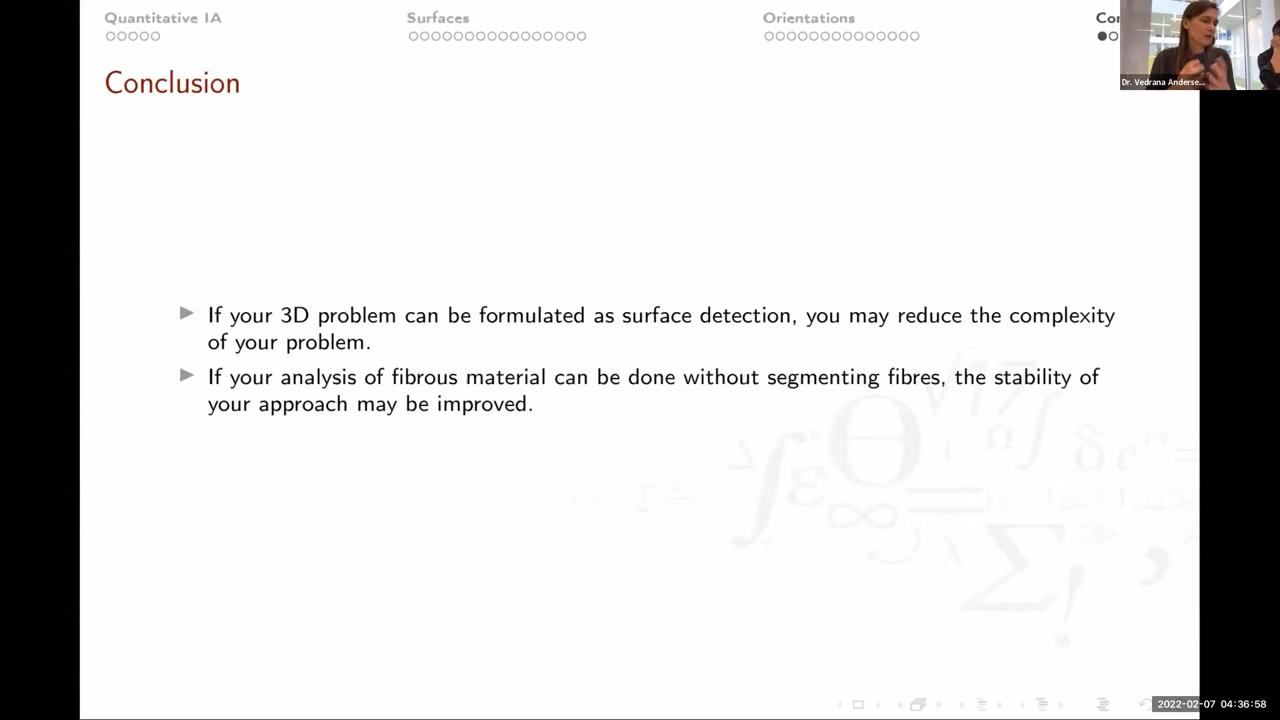 Quantitative IA
Surfaces
Orientations
Con
Dr. Vedrana Anderse...
Conclusion
If your 3D problem can be formulated as surface detection, you may reduce the complexity
of your problem.
If your analysis of fibrous material can be done without segmenting fibres, the stability of
your approach may be improved.
2022-02-07 04:36:58